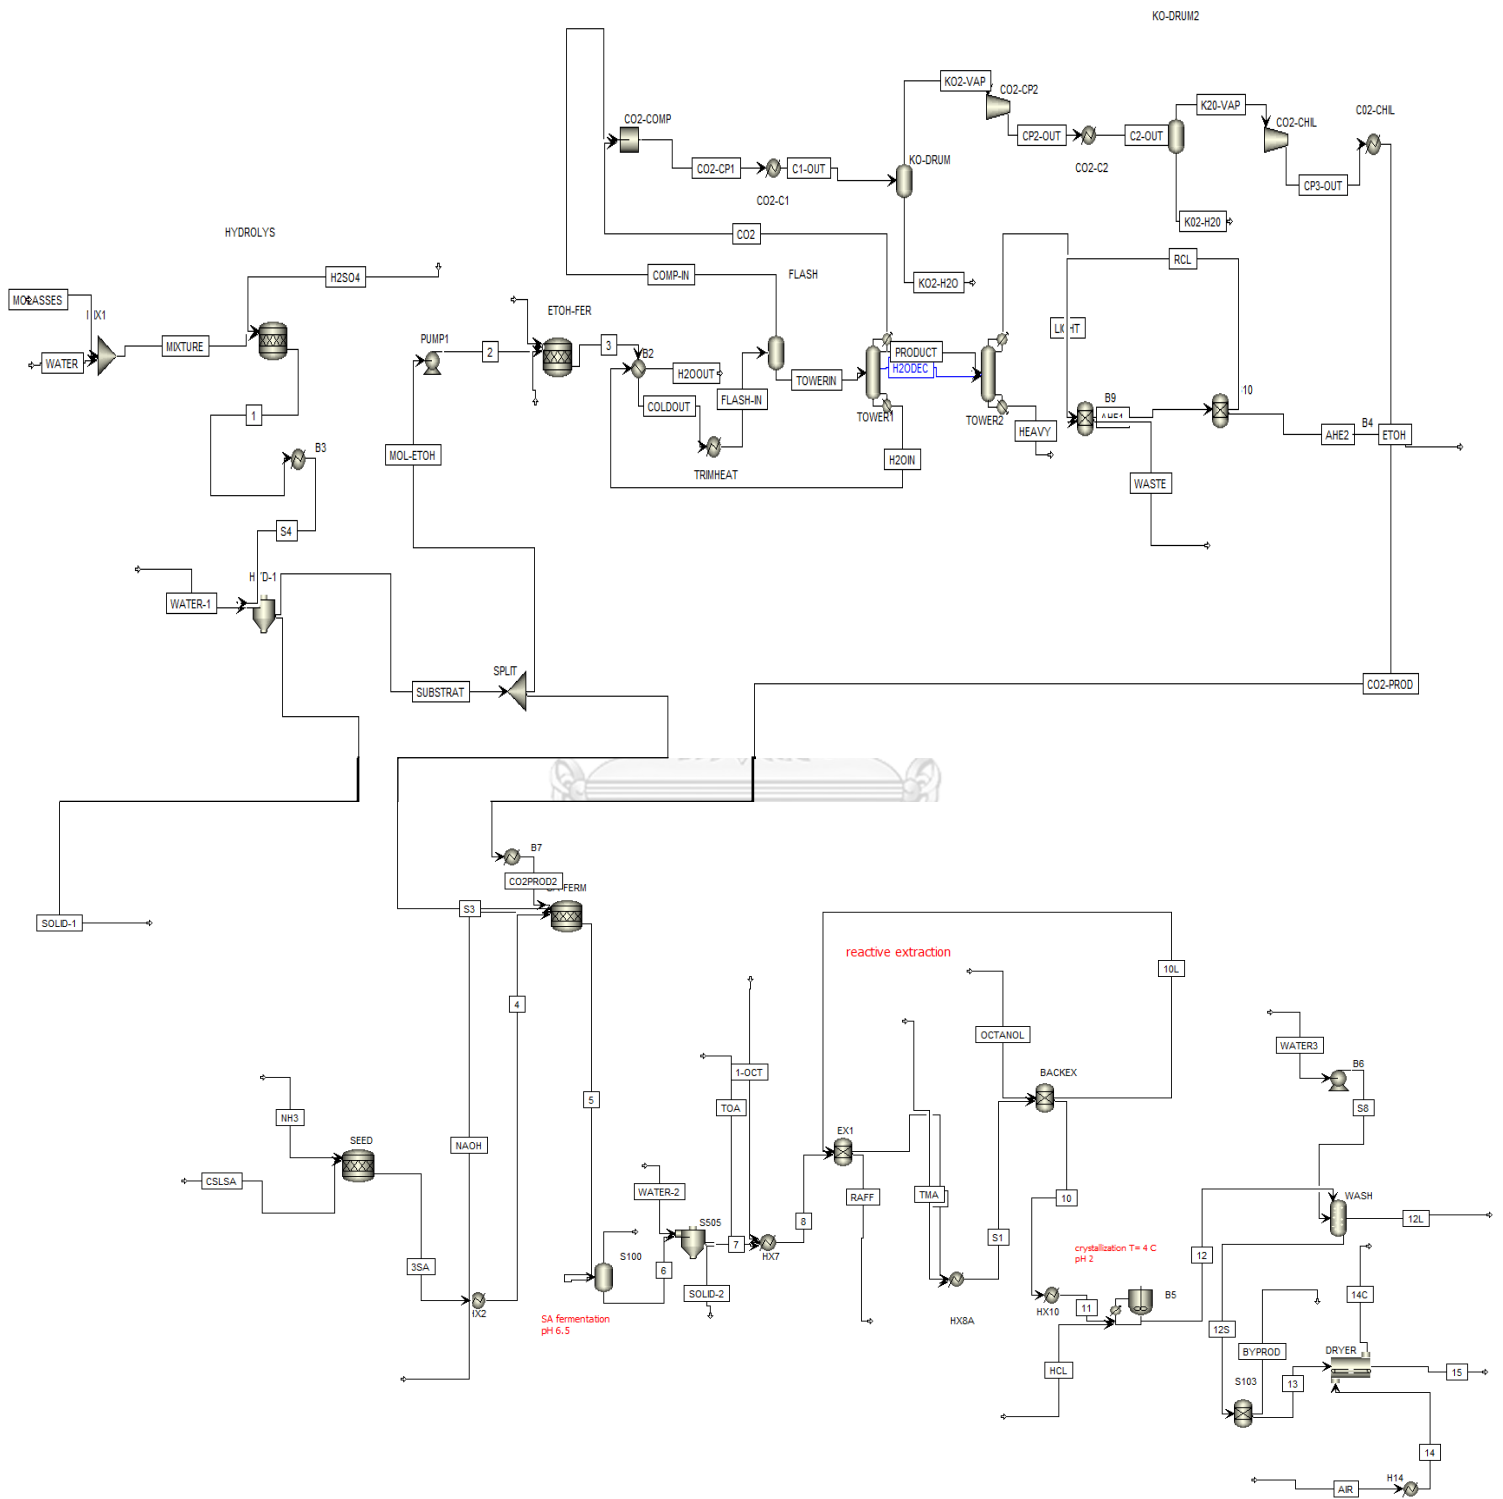 KO-DRUM2
KO2-VAP
CO2-CP2
K20-VAP
CO2-CHIL
C02-CHIL
CO2-COMP
CP2-OUT
C2-OUT
CO2-C2
CO2-CP1
C1-OUT
KO-DRUM
CO2-C1
CP3-OUT
K02-H20
HYDROLYS
CO2
RCL
H2SO4
COMP-IN
FLASH
KO2-H2O
MOLASSES
ETOH-FER
MIXTURE
WATER
PUMP1
2
3
B2
H2OOUT
TOWERIN
PRODUCT
H2ODEC
COLDOUT
FLASH-IN
TOWER1
TOWER2
B9
10
1
B3
MOL-ETOH
TRIMHEAT
H2OIN
HEAVY
AHE2
B4
ETOH
WASTE
S4
WATER-1
SPLIT
SUBSTRAT
CO2-PROD
B7
CO2PROD2
S3
SOLID-1
reactive extraction
10L
4
OCTANOL
WATER3
B6
BACKEX
S8
NH3
5
1-OCT
TOA
SEED
NAOH
EX1
CSLSA
WATER-2
RAFF
TMA
10
WASH
12L
S505
8
S1
S100
6
7
HX7
crystallization T= 4 C
pH 2
12
3SA
SOLID-2
14C
B5
HX10
11
SA fermentation
pH 6.5
HX8A
12S
BYPROD
DRYER
HCL
S103
13
15
14
AIR
H14